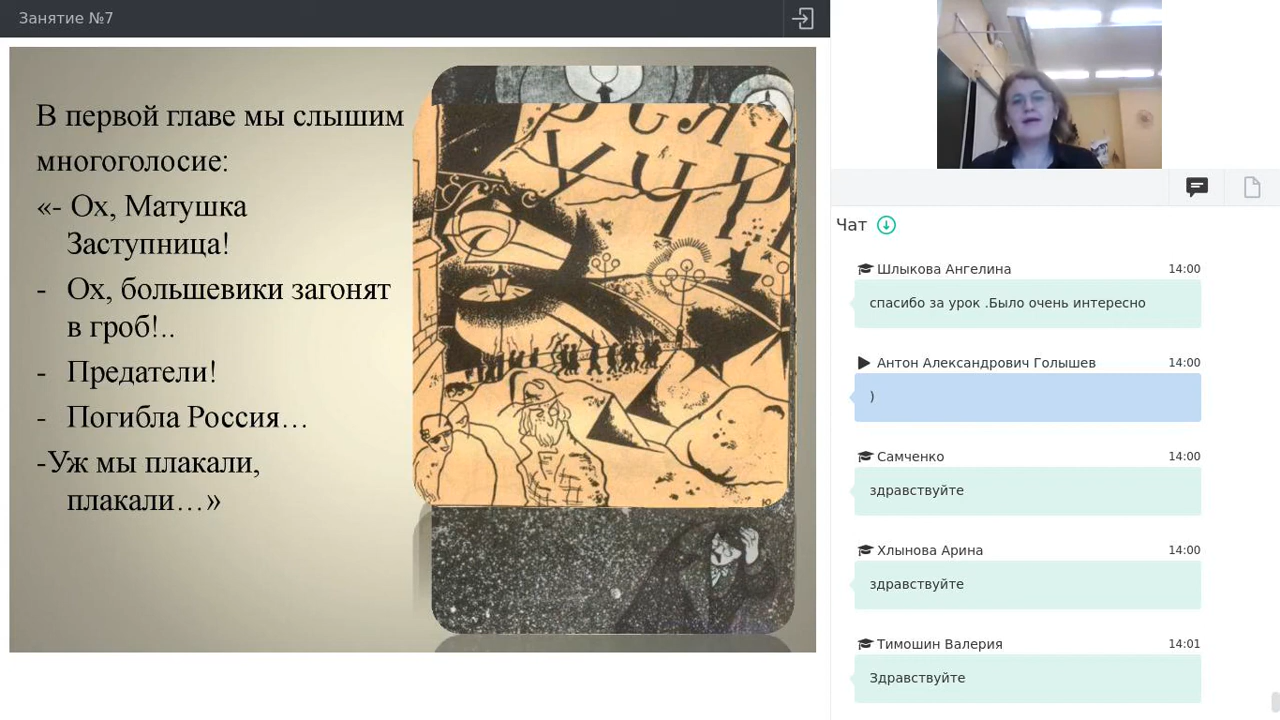 Занятие №7
В первой главе мы слышим
многоголосие:
«- Ох, Матушка
Заступница!
- Ох, большевики загонят
в гроб!..
- Предатели!
- Погибла Россия…
-Уж мы плакали,
плакали…»
Чат
Шлыкова Ангелина 14:00
спасибо за урок .Было очень интересно
Антон Александрович Голышев 14:00
)
Самченко 14:00
здравствуйте
Хлынова Арина 14:00
здравствуйте
Тимошин Валерия 14:01
Здравствуйте